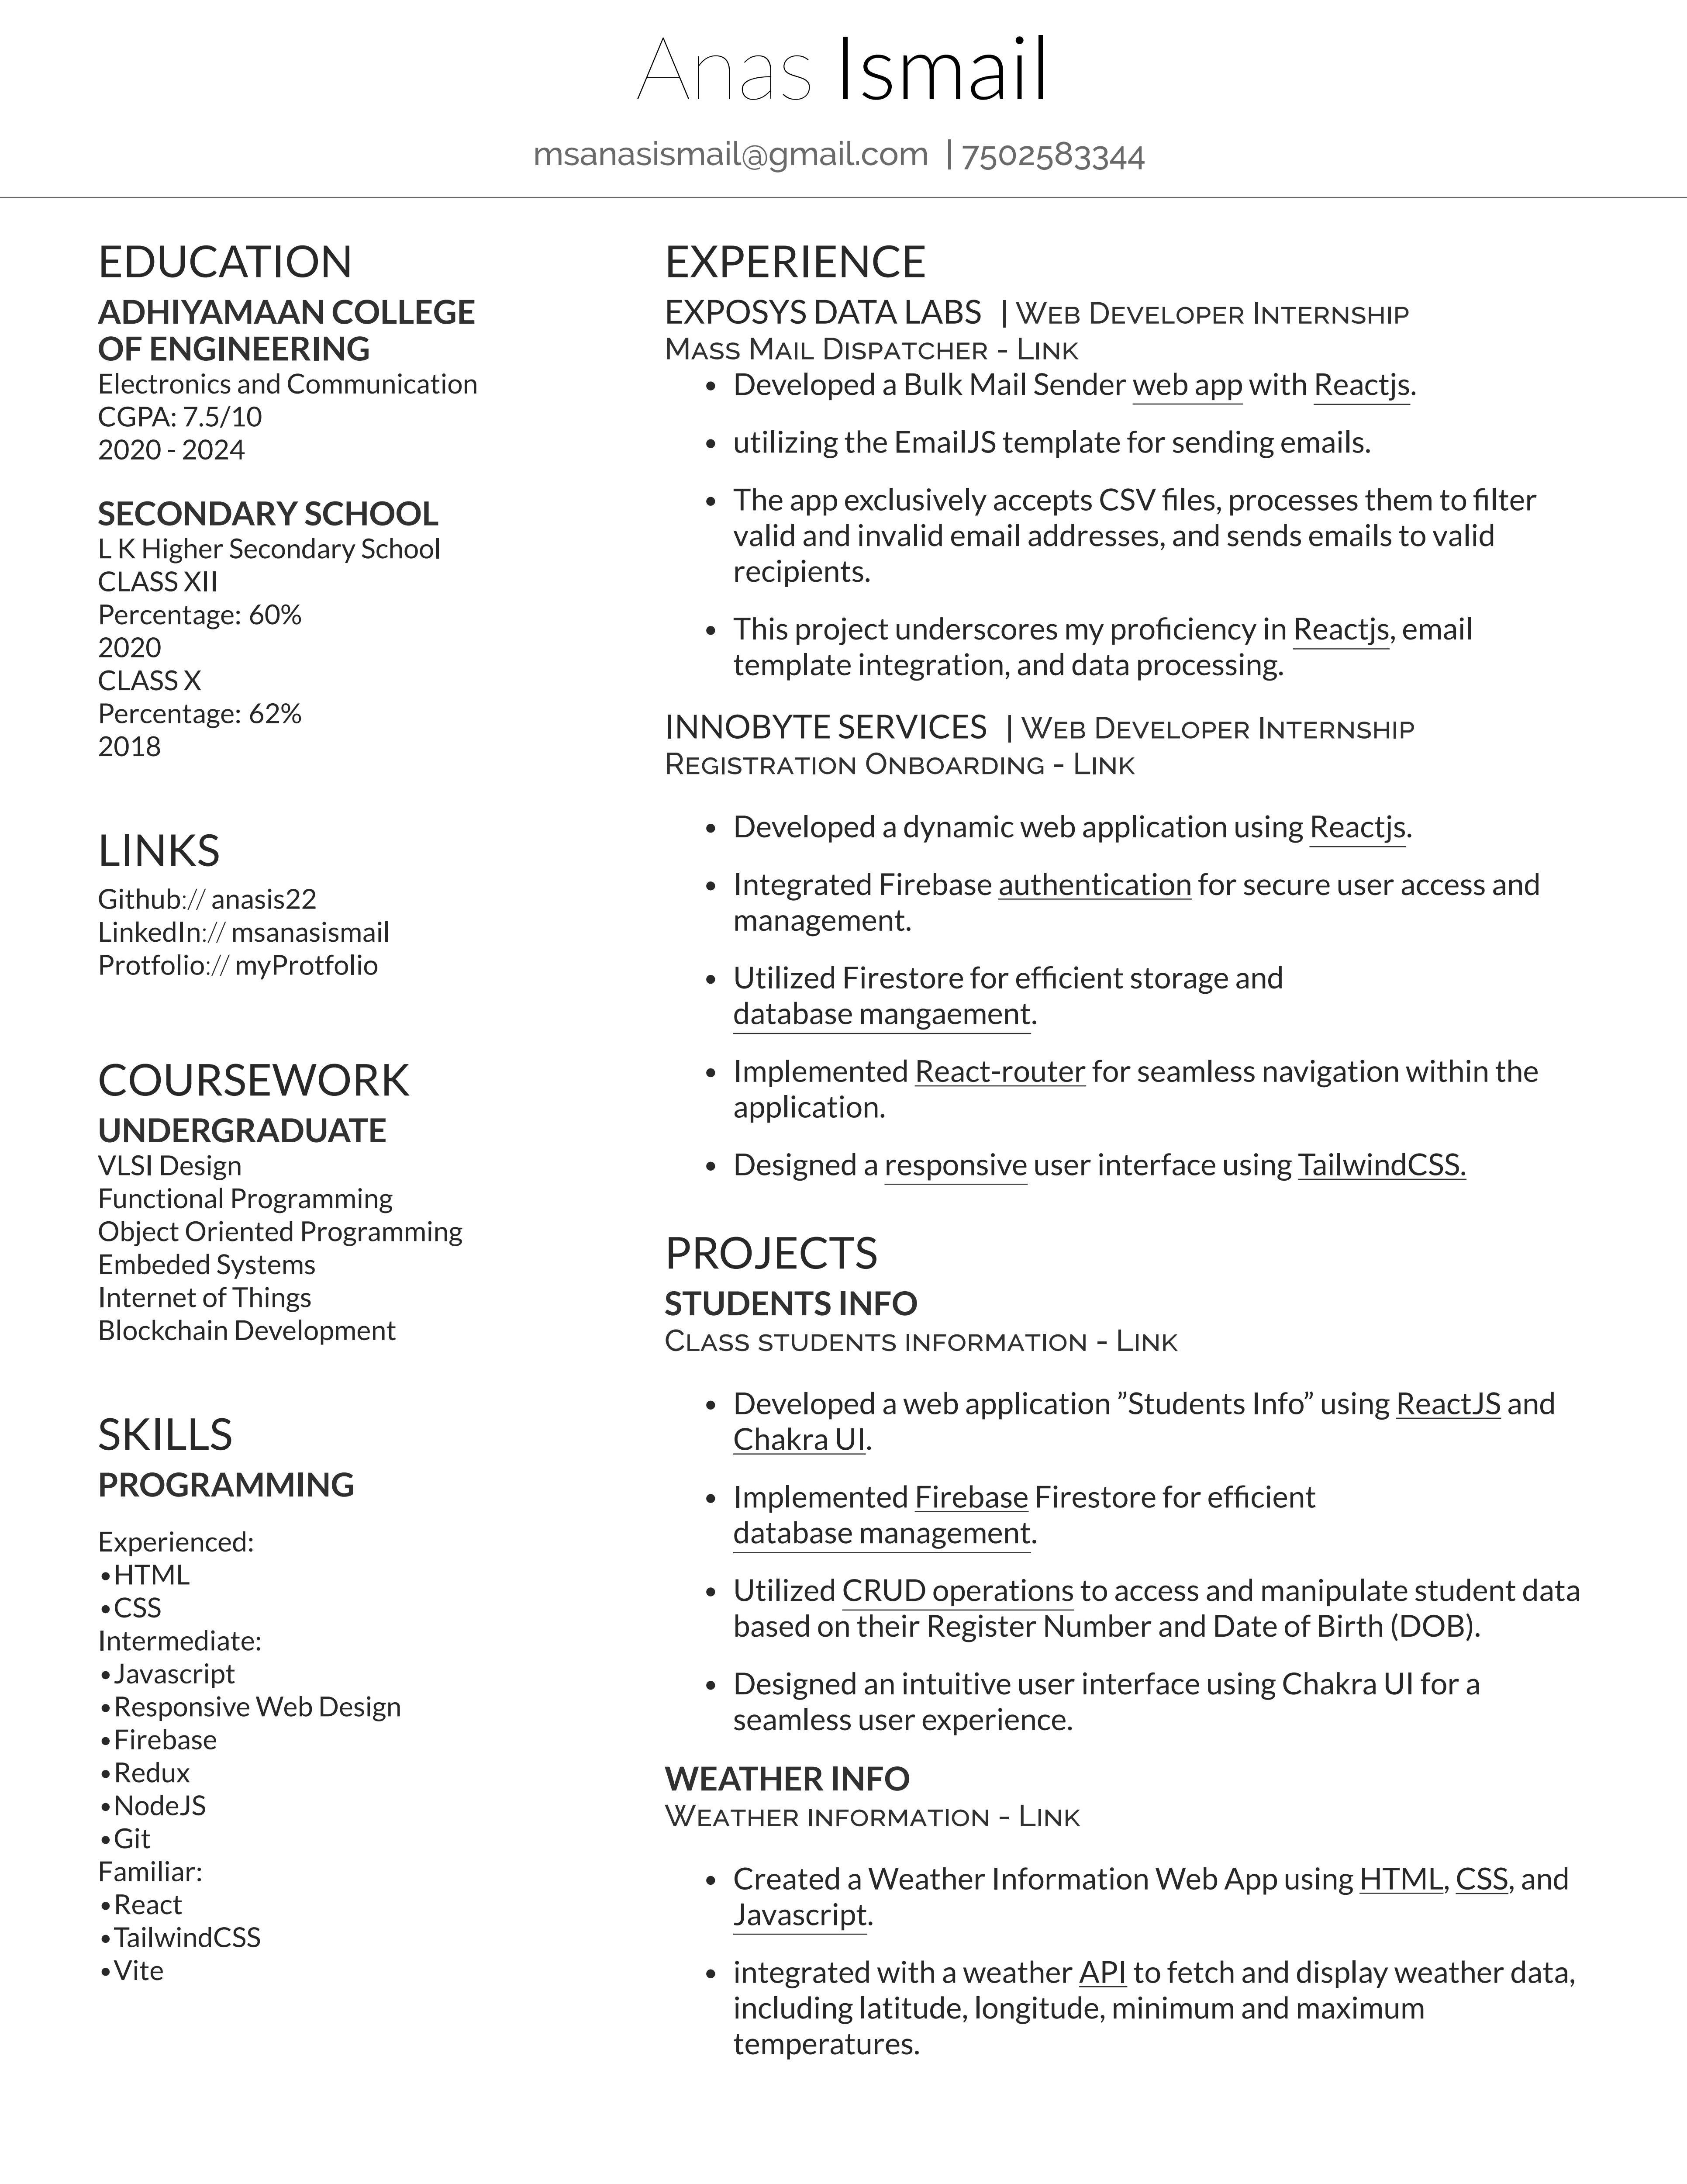 Anas Ismail
msanasismail@gmail.com | 7502583344
EDUCATION
ADHIYAMAAN COLLEGE
OF ENGINEERING
Electronics and Communication
CGPA: 7.5/10
2020 - 2024
SECONDARY SCHOOL
L K Higher Secondary School
CLASS XII
Percentage: 60%
2020
CLASS X
Percentage: 62%
2018
LINKS
Github:// anasis22
LinkedIn:// msanasismail
Protfolio:// myProtfolio
COURSEWORK
UNDERGRADUATE
VLSI Design
Functional Programming
Object Oriented Programming
Embeded Systems
Internet of Things
Blockchain Development
SKILLS
PROGRAMMING
Experienced:
•HTML
•CSS
Intermediate:
•Javascript
•Responsive Web Design
•Firebase
•Redux
•NodeJS
•Git
Familiar:
•React
•TailwindCSS
•Vite
EXPERIENCE
EXPOSYS DATA LABS | Web Developer Internship
Mass Mail Dispatcher - Link
• Developed a Bulk Mail Sender web app with Reactjs.
• utilizing the EmailJS template for sending emails.
• The app exclusively accepts CSV files, processes them to filter
valid and invalid email addresses, and sends emails to valid
recipients.
• This project underscores my proficiency in Reactjs, email
template integration, and data processing.
INNOBYTE SERVICES | Web Developer Internship
Registration Onboarding - Link
• Developed a dynamic web application using Reactjs.
• Integrated Firebase authentication for secure user access and
management.
• Utilized Firestore for efficient storage and
database mangaement.
• Implemented React-router for seamless navigation within the
application.
• Designed a responsive user interface using TailwindCSS.
PROJECTS
STUDENTS INFO
Class students information - Link
• Developed a web application ”Students Info” using ReactJS and
Chakra UI.
• Implemented Firebase Firestore for efficient
database management.
• Utilized CRUD operations to access and manipulate student data
based on their Register Number and Date of Birth (DOB).
• Designed an intuitive user interface using Chakra UI for a
seamless user experience.
WEATHER INFO
Weather information - Link
• Created a Weather Information Web App using HTML, CSS, and
Javascript.
• integrated with a weather API to fetch and display weather data,
including latitude, longitude, minimum and maximum
temperatures.